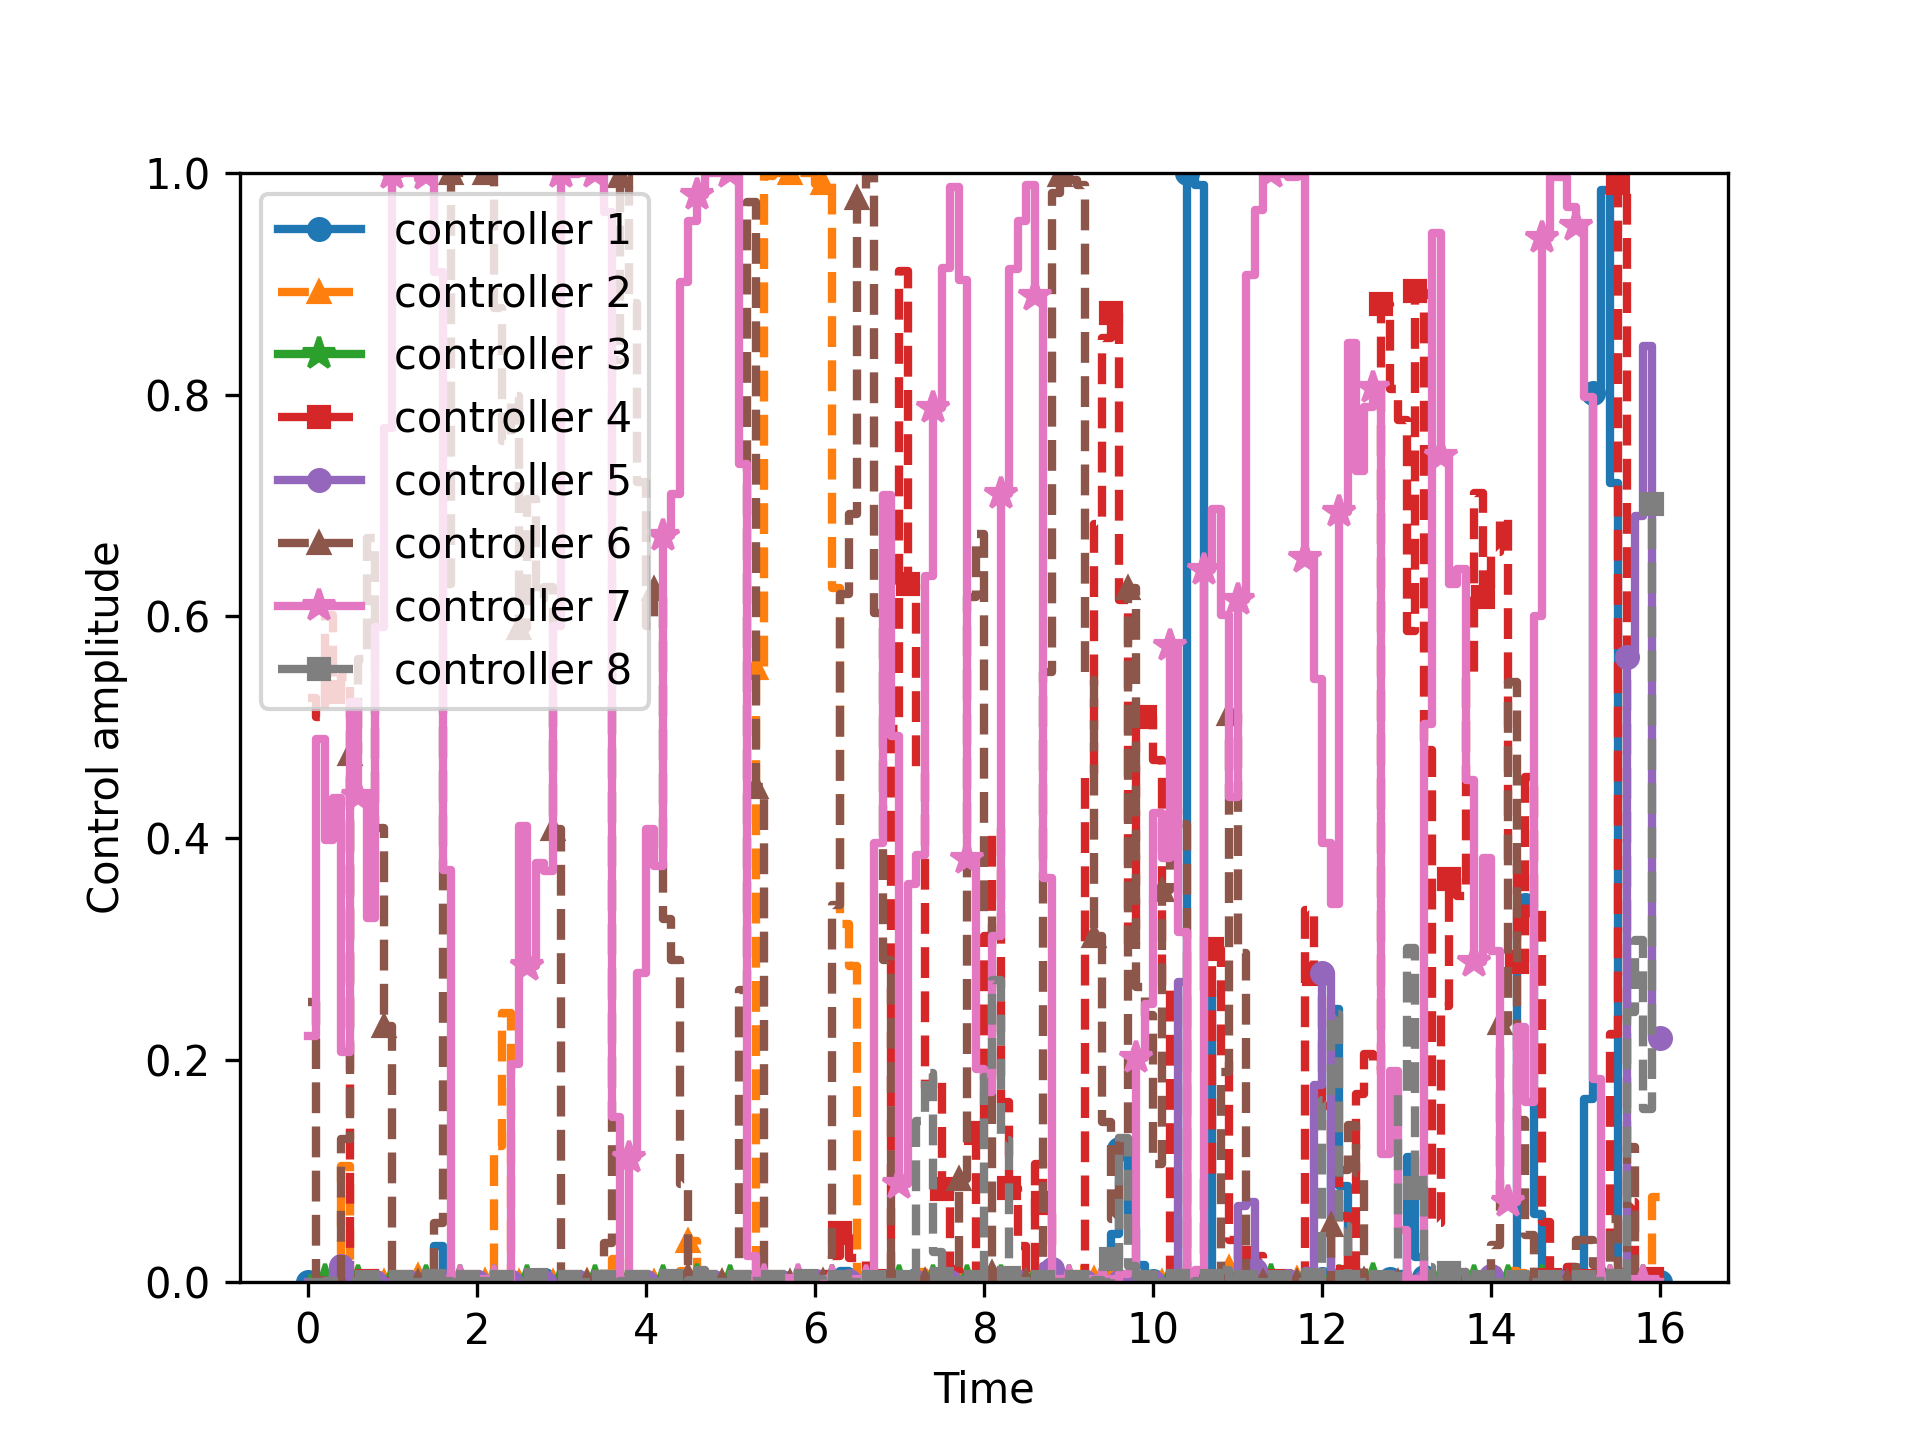 1.0
0.8
0.6
0.4
0.2
0.0
Control amplitude
controller 1
controller 2
controller 3
controller 4
controller 5
controller 6
controller 7
controller 8
0 2 4 6 8 10 12 14 16
Time